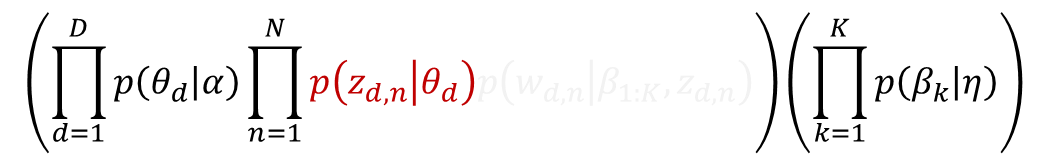 (∏_{d=1}^{D} p(θ_d|α) ∏_{n=1}^{N} p(z_{d,n}|θ_d) p(w_{d,n}|β_{1:K}, z_{d,n})) (∏_{k=1}^{K} p(β_k|η))